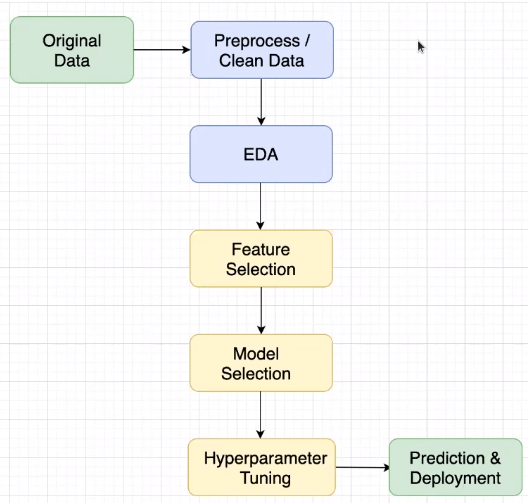 Original
Data
Preprocess /
Clean Data
EDA
Feature
Selection
Model
Selection
Hyperparameter
Tuning
Prediction &
Deployment